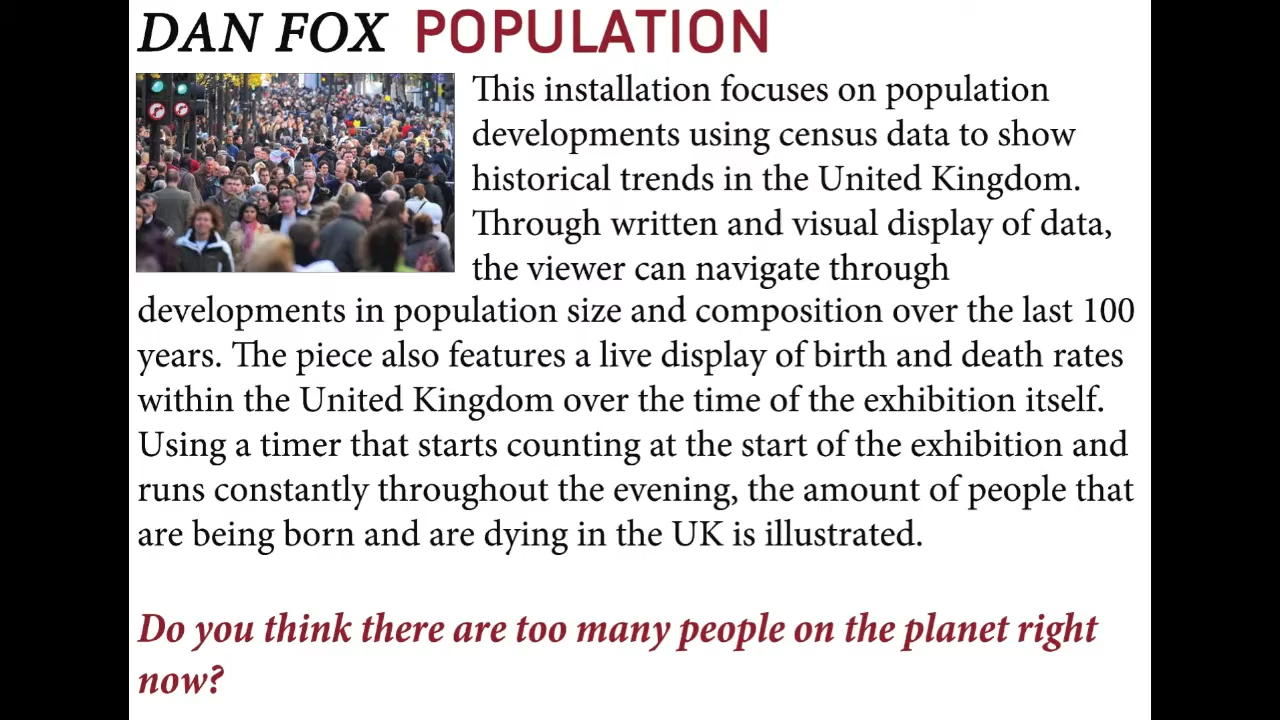 DAN FOX POPULATION
This installation focuses on population
developments using census data to show
historical trends in the United Kingdom.
Through written and visual display of data,
the viewer can navigate through
developments in population size and composition over the last 100
years. The piece also features a live display of birth and death rates
within the United Kingdom over the time of the exhibition itself.
Using a timer that starts counting at the start of the exhibition and
runs constantly throughout the evening, the amount of people that
are being born and are dying in the UK is illustrated.
Do you think there are too many people on the planet right
now?